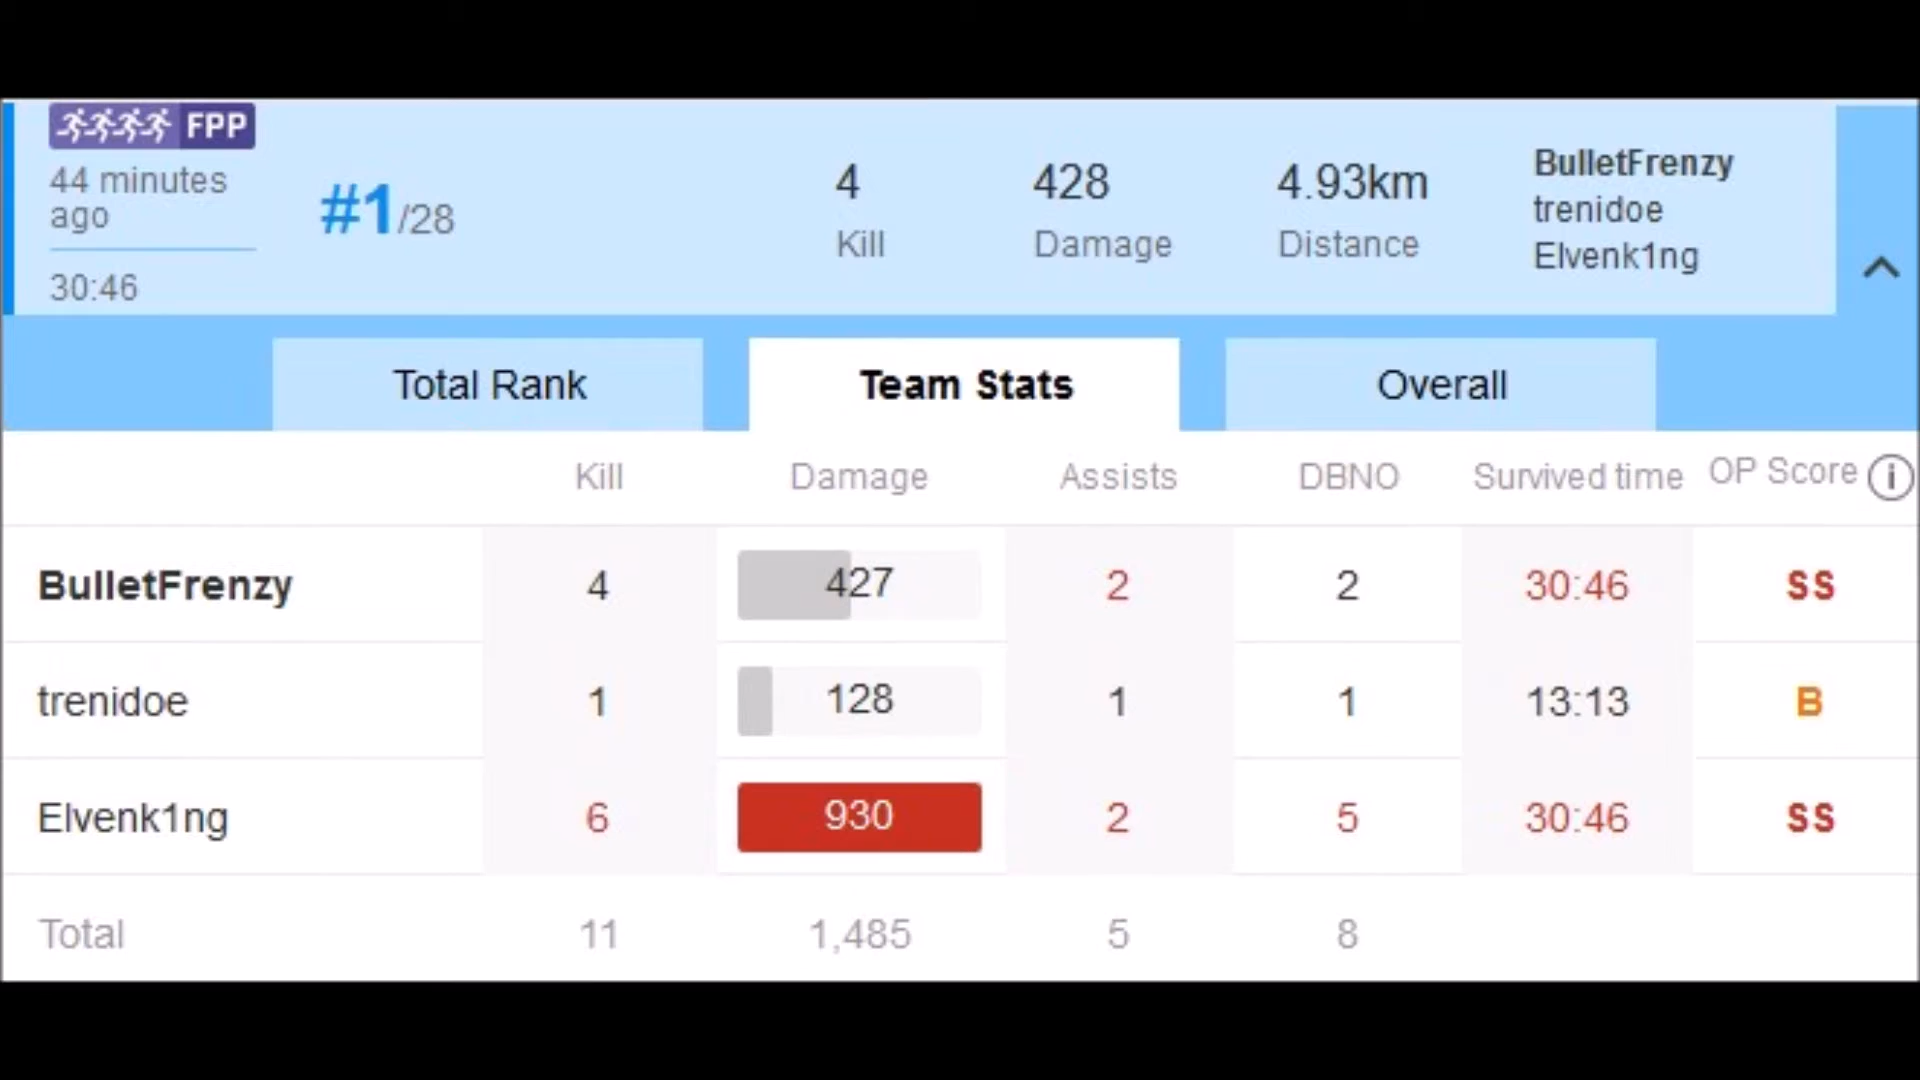 FPP
44 minutes
ago
30:46
#1/28
4
Kill
428
Damage
4.93km
Distance
BulletFrenzy
trenidoe
Elvenk1ng
Total Rank
Team Stats
Overall
Kill Damage Assists DBNO Survived time OP Score i
BulletFrenzy 4 427 2 2 30:46 SS
trenidoe 1 128 1 1 13:13 B
Elvenk1ng 6 930 2 5 30:46 SS
Total 11 1,485 5 8